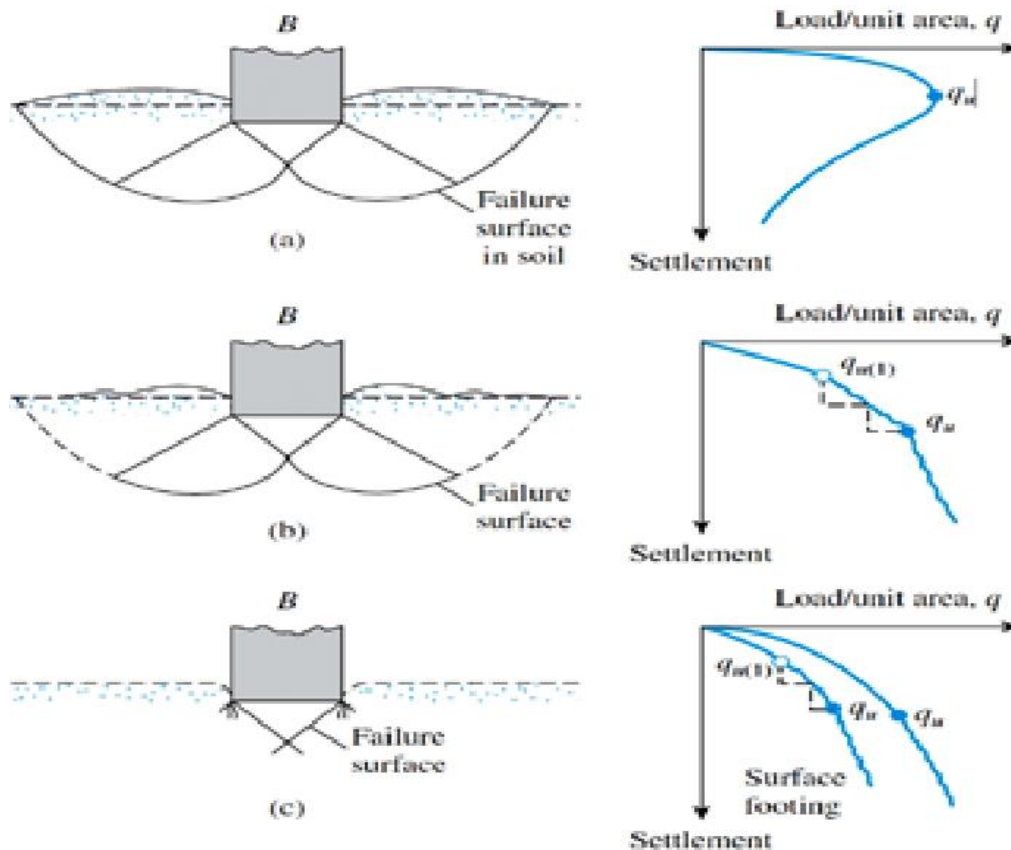 B
Load/unit area, q
qu
Failure
surface
in soil
(a)
Settlement
B
Load/unit area, q
qu(1)
qu
Failure
surface
(b)
Settlement
B
Load/unit area, q
qu(1)
qu
qu
Failure
surface
Surface
footing
(c)
Settlement